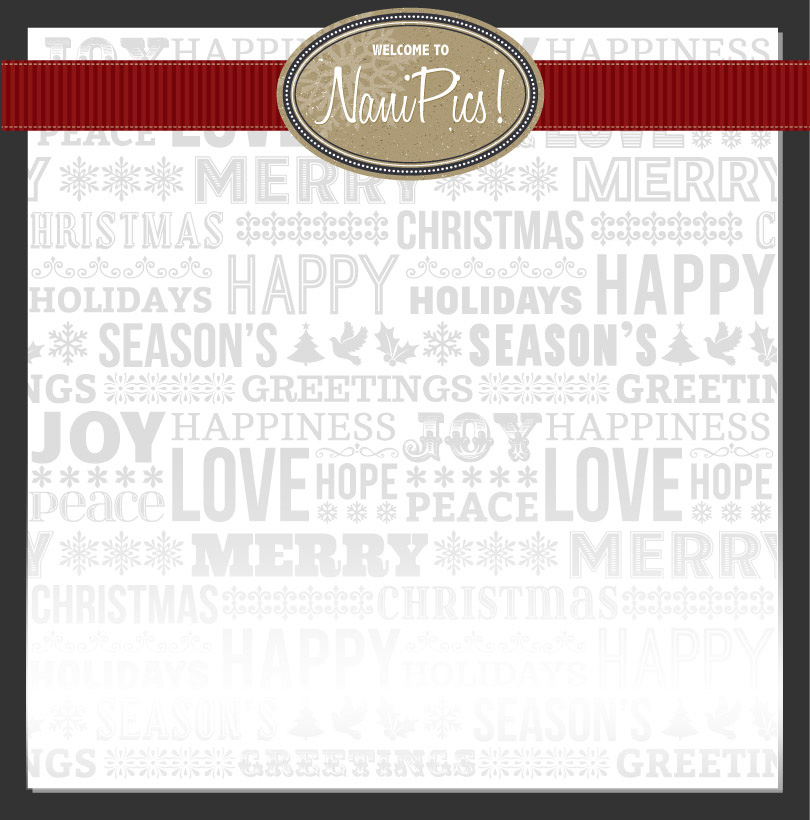 JOY HAPPINESS HAPPINESS
WELCOME TO
NaniPics!
PEACE LOVE LOVE
MERRY MERRY
CHRISTMAS CHRISTMAS C
HAPPY HAPPY
HOLIDAYS HOLIDAYS
SEASON'S SEASON'S
NGS GREETINGS GREETIN
JOY HAPPINESS JOY HAPPINESS
LOVE HOPE LOVE HOPE
Peace PEACE
Y MERRY MERRY
CHRISTMAS CHRISTMAS
HAPPY HAPPY
HOLIDAYS HOLIDAYS
SEASON'S SEASON'S
NGS GREETINGS GREETIN